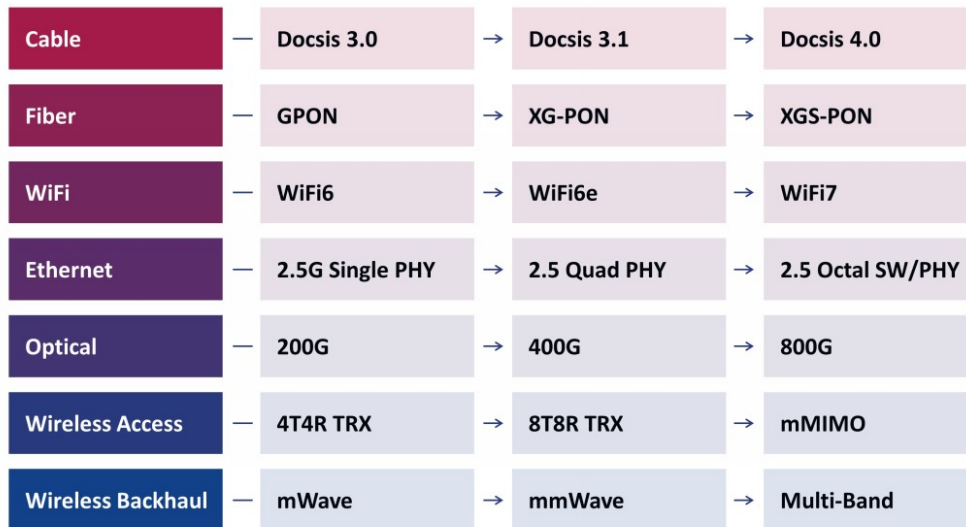 Cable — Docsis 3.0 → Docsis 3.1 → Docsis 4.0
Fiber — GPON → XG-PON → XGS-PON
WiFi — WiFi6 → WiFi6e → WiFi7
Ethernet — 2.5G Single PHY → 2.5 Quad PHY → 2.5 Octal SW/PHY
Optical — 200G → 400G → 800G
Wireless Access — 4T4R TRX → 8T8R TRX → mMIMO
Wireless Backhaul — mWave → mmWave → Multi-Band